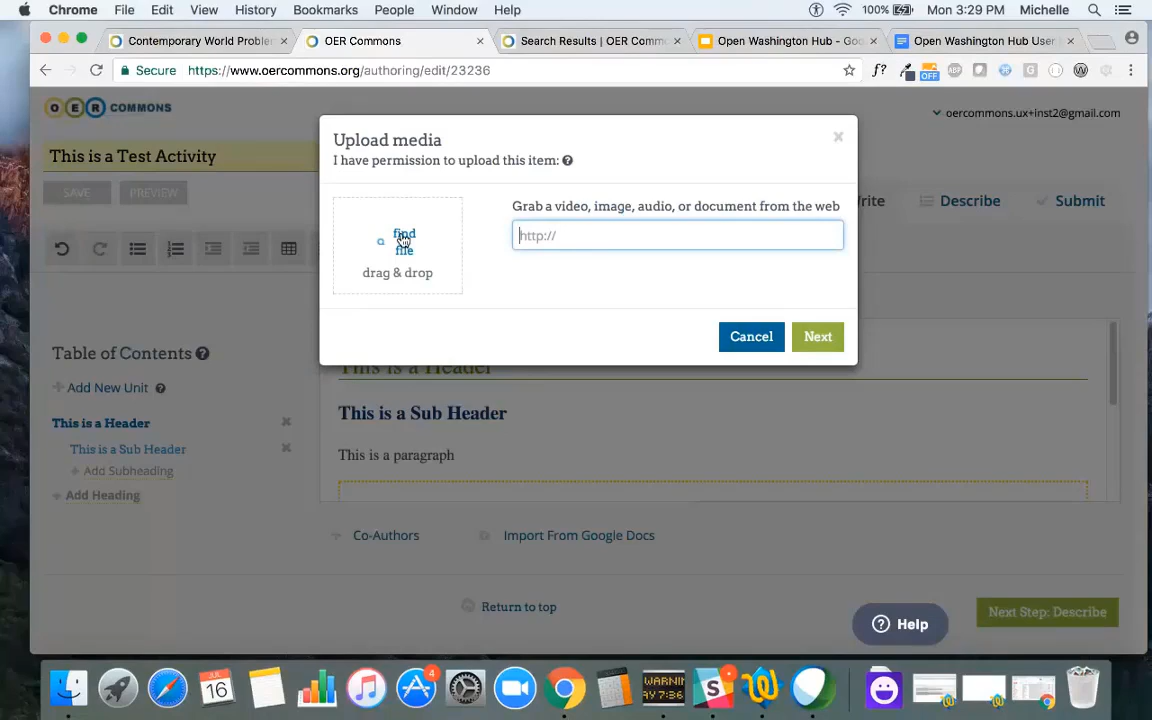 Chrome File Edit View History Bookmarks People Window Help 100% Mon 3:29 PM Michelle
Contemporary World Proble
OER Commons
Search Results | OER Comm
Open Washington Hub - Goo
Open Washington Hub User
Secure https://www.oercommons.org/authoring/edit/23236
f?
OFF
ABP
OER COMMONS
oercommons.ux+inst2@gmail.com
This is a Test Activity
SAVE
PREVIEW
Describe
Submit
Upload media
I have permission to upload this item:
find
file
drag & drop
Grab a video, image, audio, or document from the web
http://
Cancel
Next
Table of Contents
Add New Unit
This is a Header
This is a Sub Header
Add Subheading
Add Heading
This is a Header
This is a Sub Header
This is a paragraph
Co-Authors
Import From Google Docs
Return to top
Next Step: Describe
Help
JUL
16
4